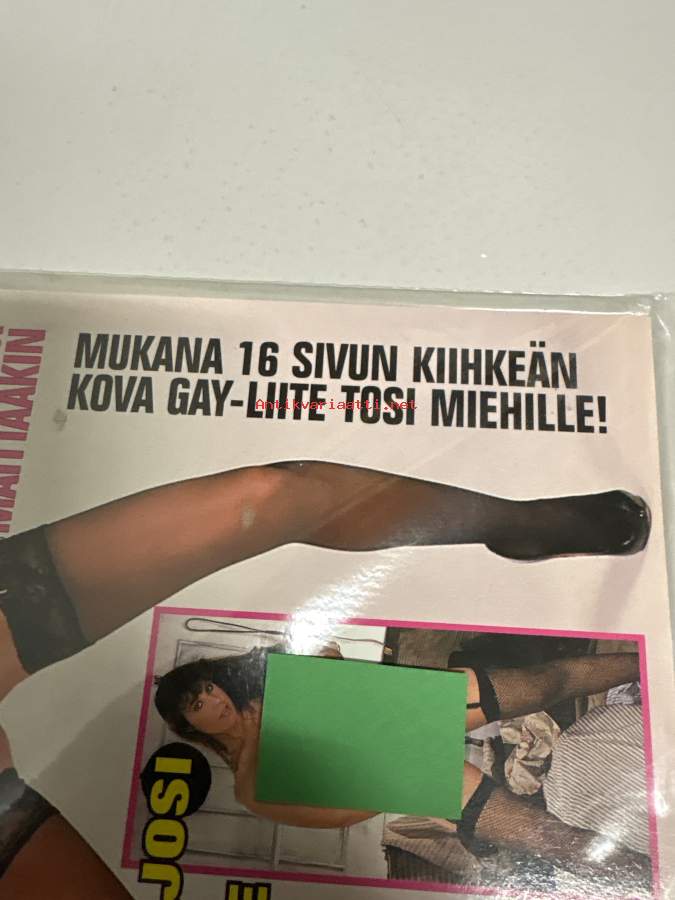 MUKANA 16 SIVUN KIIHKEÄN
KOVA GAY-LIITE TOSI MIEHILLE!
Antikvariaatti.net
JOSI